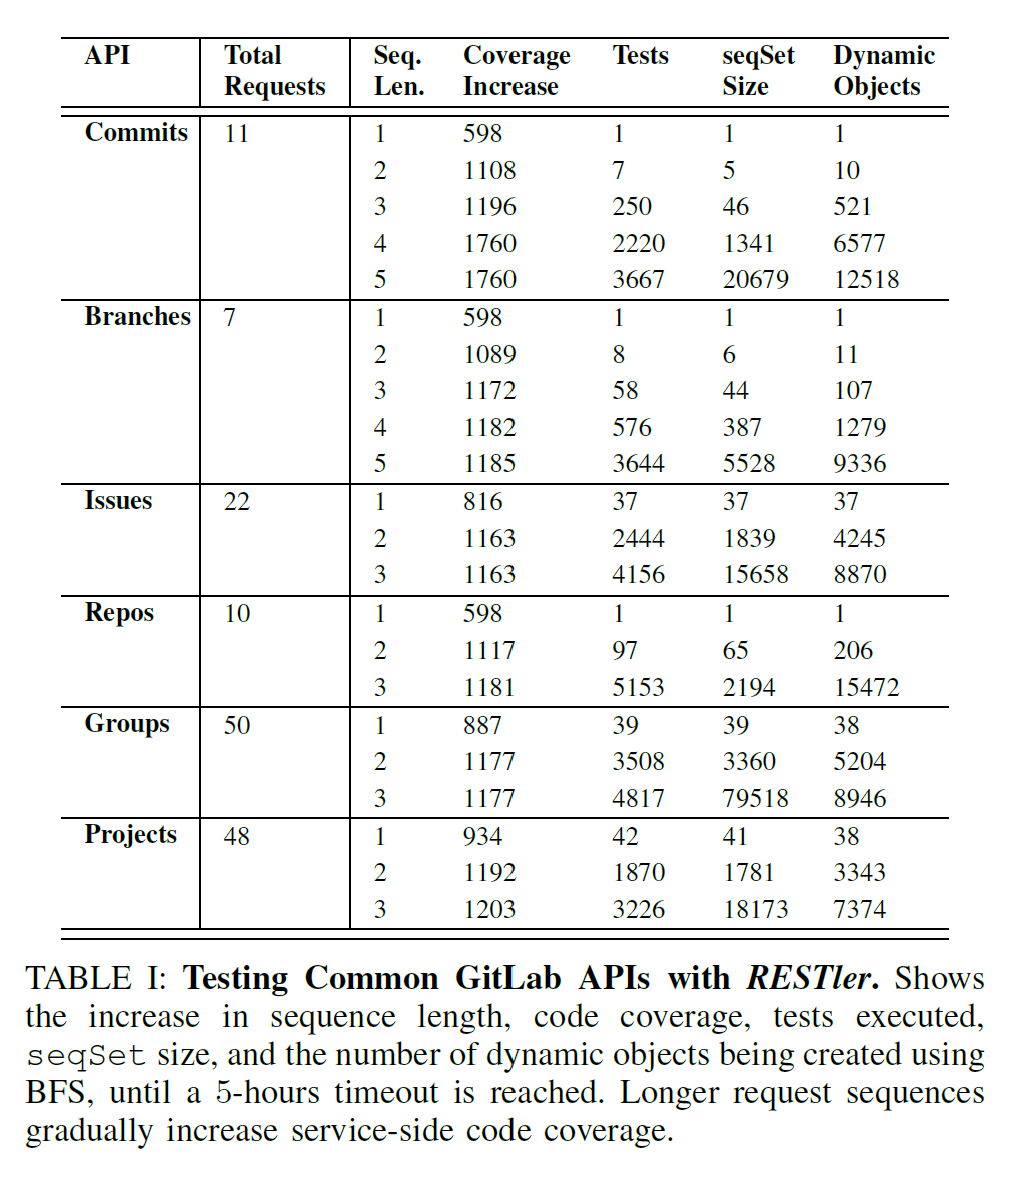 API Total Requests Seq. Len. Coverage Increase Tests seqSet Size Dynamic Objects
Commits 11 1 598 1 1 1
2 1108 7 5 10
3 1196 250 46 521
4 1760 2220 1341 6577
5 1760 3667 20679 12518
Branches 7 1 598 1 1 1
2 1089 8 6 11
3 1172 58 44 107
4 1182 576 387 1279
5 1185 3644 5528 9336
Issues 22 1 816 37 37 37
2 1163 2444 1839 4245
3 1163 4156 15658 8870
Repos 10 1 598 1 1 1
2 1117 97 65 206
3 1181 5153 2194 15472
Groups 50 1 887 39 39 38
2 1177 3508 3360 5204
3 1177 4817 79518 8946
Projects 48 1 934 42 41 38
2 1192 1870 1781 3343
3 1203 3226 18173 7374
TABLE I: Testing Common GitLab APIs with RESTler. Shows
the increase in sequence length, code coverage, tests executed,
seqSet size, and the number of dynamic objects being created using
BFS, until a 5-hours timeout is reached. Longer request sequences
gradually increase service-side code coverage.